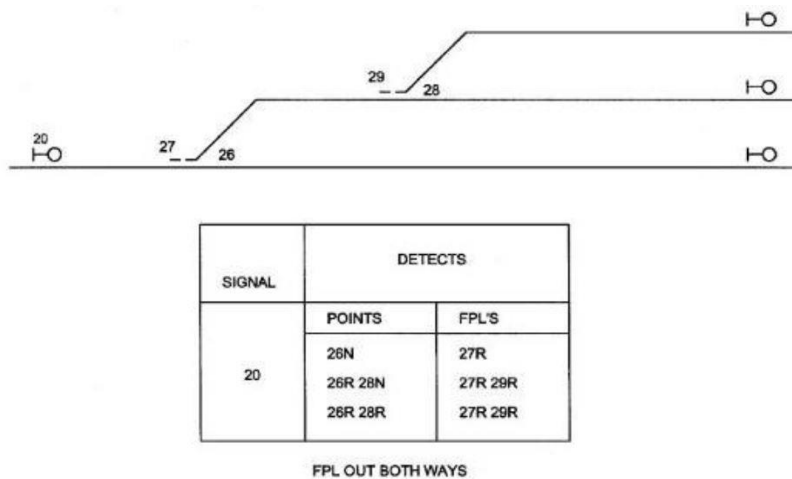 29
28
20
27
26
SIGNAL
DETECTS
POINTS
FPL'S
20
26N
27R
26R 28N
27R 29R
26R 28R
27R 29R
FPL OUT BOTH WAYS